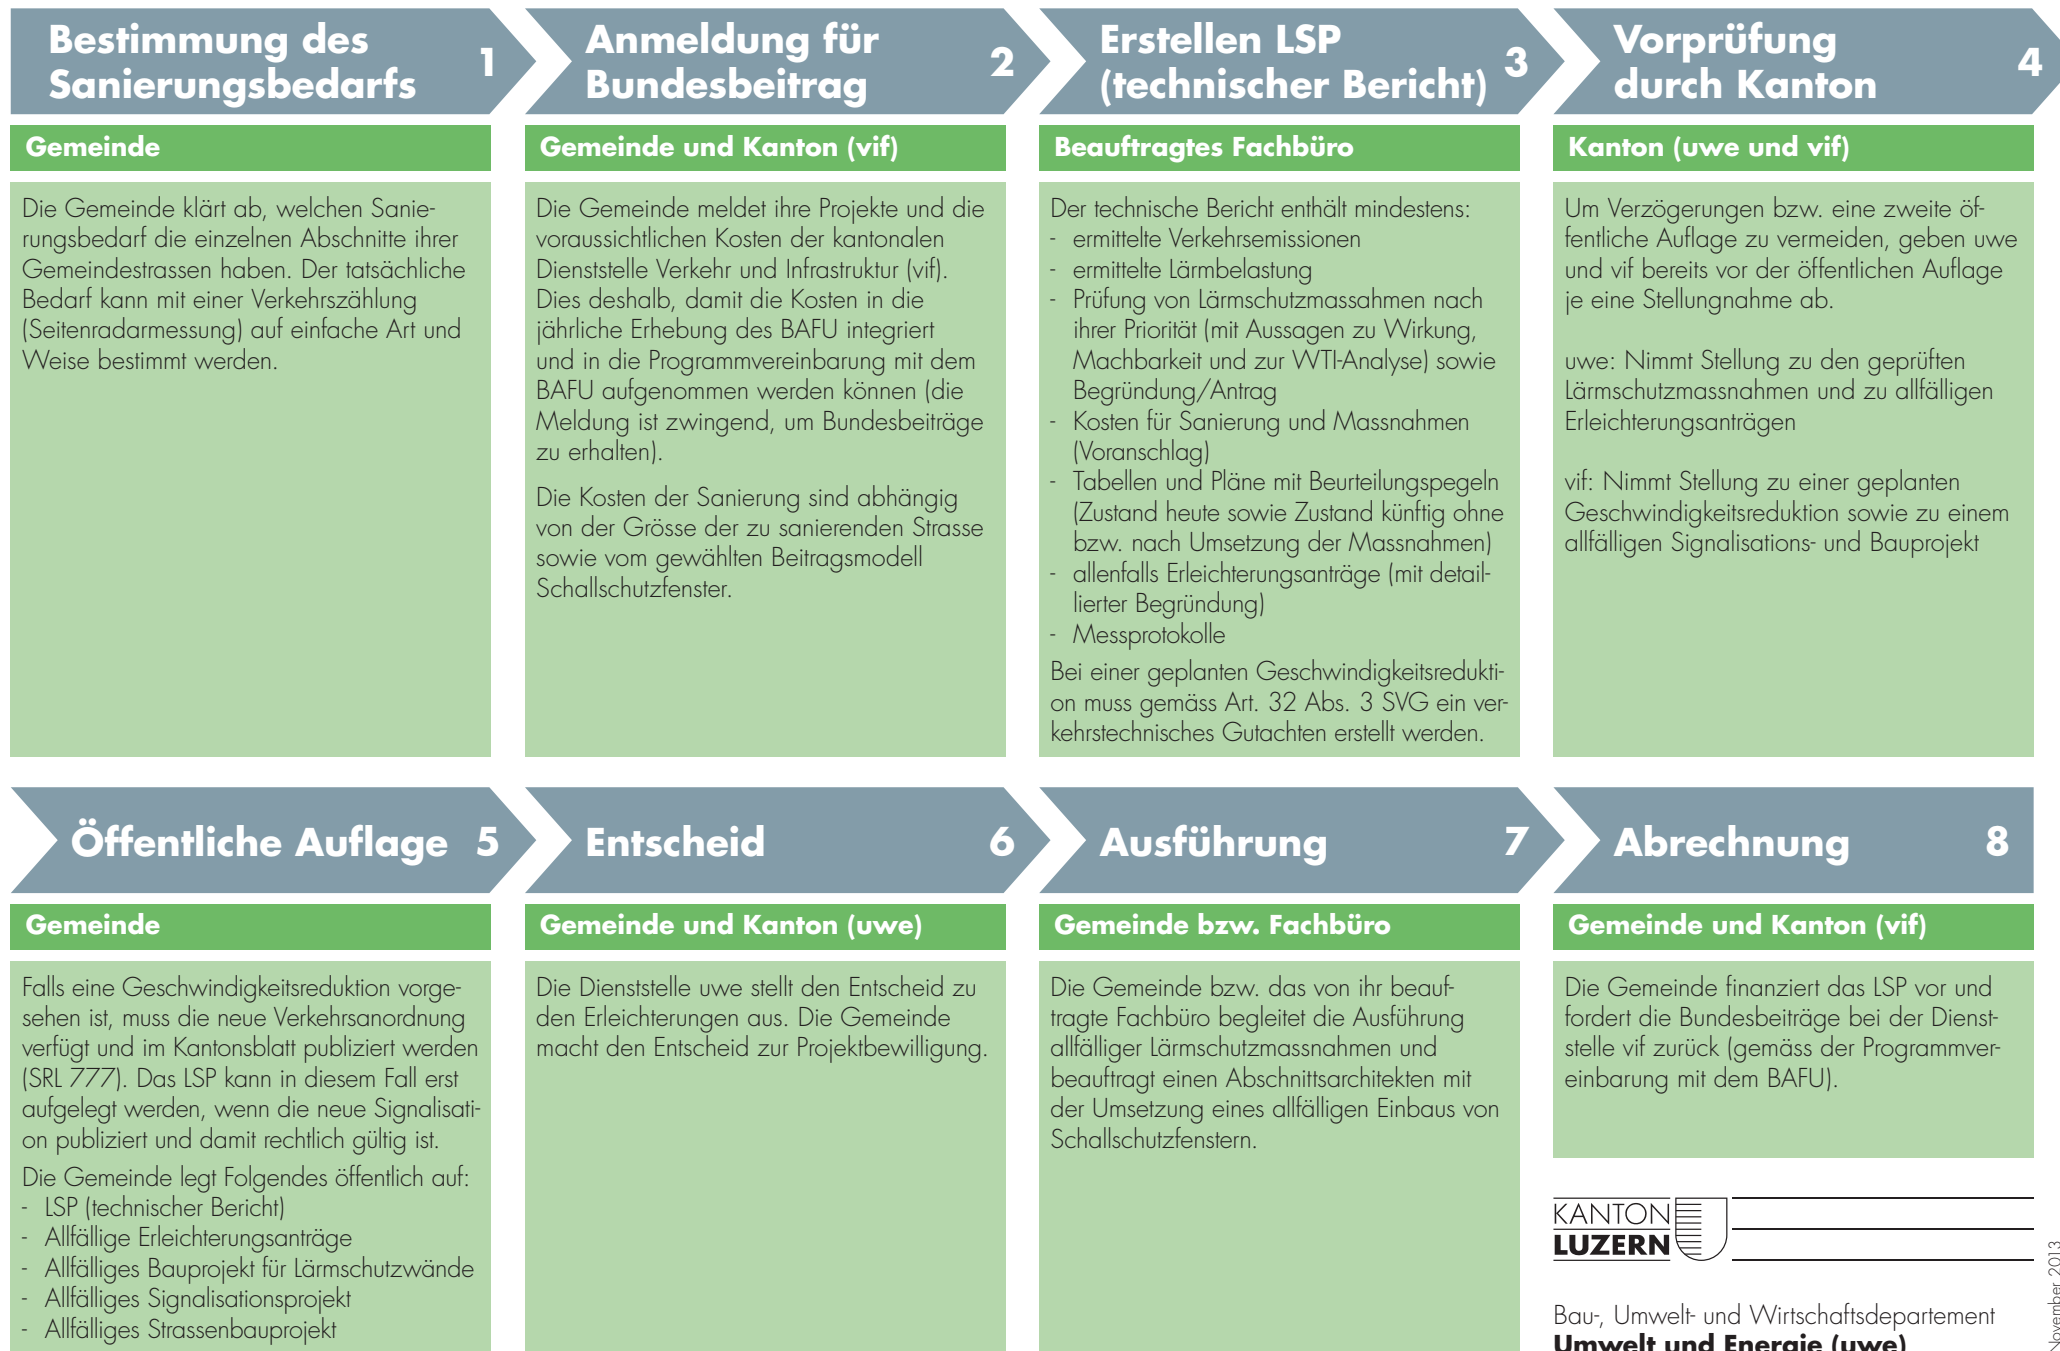 Bestimmung des
Sanierungsbedarfs
1
Gemeinde
Die Gemeinde klärt ab, welchen Sanie-
rungsbedarf die einzelnen Abschnitte ihrer
Gemeindestrassen haben. Der tatsächliche
Bedarf kann mit einer Verkehrszählung
(Seitenradarmessung) auf einfache Art und
Weise bestimmt werden.
Anmeldung für
Bundesbeitrag
2
Gemeinde und Kanton (vif)
Die Gemeinde meldet ihre Projekte und die
voraussichtlichen Kosten der kantonalen
Dienststelle Verkehr und Infrastruktur (vif).
Dies deshalb, damit die Kosten in die
jährliche Erhebung des BAFU integriert
und in die Programmvereinbarung mit dem
BAFU aufgenommen werden können (die
Meldung ist zwingend, um Bundesbeiträge
zu erhalten).
Die Kosten der Sanierung sind abhängig
von der Grösse der zu sanierenden Strasse
sowie vom gewählten Beitragsmodell
Schallschutzfenster.
Erstellen LSP
(technischer Bericht)
3
Beauftragtes Fachbüro
Der technische Bericht enthält mindestens:
- ermittelte Verkehrsemissionen
- ermittelte Lärmbelastung
- Prüfung von Lärmschutzmassahmen nach
ihrer Priorität (mit Aussagen zu Wirkung,
Machbarkeit und zur WTI-Analyse) sowie
Begründung/Antrag
- Kosten für Sanierung und Massnahmen
(Voranschlag)
- Tabellen und Pläne mit Beurteilungspegeln
(Zustand heute sowie Zustand künftig ohne
bzw. nach Umsetzung der Massnahmen)
- allenfalls Erleichterungsanträge (mit detail-
lierter Begründung)
- Messprotokolle
Bei einer geplanten Geschwindigkeitsredukti-
on muss gemäss Art. 32 Abs. 3 SVG ein ver-
kehrstechnisches Gutachten erstellt werden.
Vorprüfung
durch Kanton
4
Kanton (uwe und vif)
Um Verzögerungen bzw. eine zweite öf-
fentliche Auflage zu vermeiden, geben uwe
und vif bereits vor der öffentlichen Auflage
je eine Stellungnahme ab.
uwe: Nimmt Stellung zu den geprüften
Lärmschutzmassnahmen und zu allfälligen
Erleichterungsanträgen
vif: Nimmt Stellung zu einer geplanten
Geschwindigkeitsreduktion sowie zu einem
allfälligen Signalisations- und Bauprojekt
Öffentliche Auflage 5
Gemeinde
Falls eine Geschwindigkeitsreduktion vorge-
sehen ist, muss die neue Verkehrsanordnung
verfügt und im Kantonsblatt publiziert werden
(SRL 777). Das LSP kann in diesem Fall erst
aufgelegt werden, wenn die neue Signalisati-
on publiziert und damit rechtlich gültig ist.
Die Gemeinde legt Folgendes öffentlich auf:
- LSP (technischer Bericht)
- Allfällige Erleichterungsanträge
- Allfälliges Bauprojekt für Lärmschutzwände
- Allfälliges Signalisationsprojekt
- Allfälliges Strassenbauprojekt
Entscheid 6
Gemeinde und Kanton (uwe)
Die Dienststelle uwe stellt den Entscheid zu
den Erleichterungen aus. Die Gemeinde
macht den Entscheid zur Projektbewilligung.
Ausführung 7
Gemeinde bzw. Fachbüro
Die Gemeinde bzw. das von ihr beauf-
tragte Fachbüro begleitet die Ausführung
allfälliger Lärmschutzmassnahmen und
beauftragt einen Abschnittsarchitekten mit
der Umsetzung eines allfälligen Einbaus von
Schallschutzfenstern.
Abrechnung 8
Gemeinde und Kanton (vif)
Die Gemeinde finanziert das LSP vor und
fordert die Bundesbeiträge bei der Dienst-
stelle vif zurück (gemäss der Programmver-
einbarung mit dem BAFU).
KANTON
LUZERN
Bau-, Umwelt- und Wirtschaftsdepartement
Umwelt und Energie (uwe)
November 2013